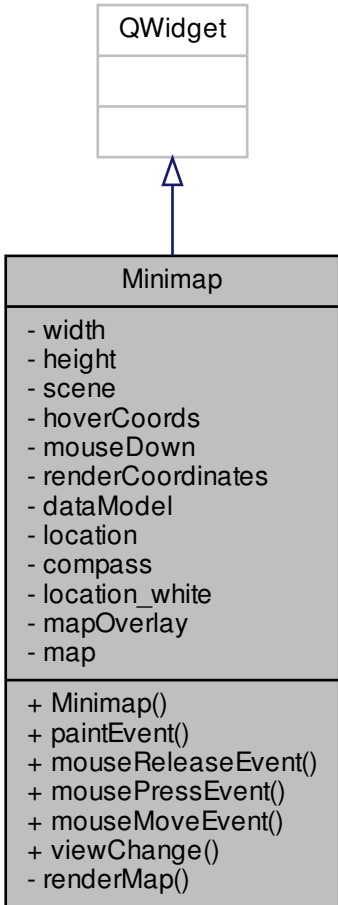 QWidget
Minimap
- width
- height
- scene
- hoverCoords
- mouseDown
- renderCoordinates
- dataModel
- location
- compass
- location_white
- mapOverlay
- map
+ Minimap()
+ paintEvent()
+ mouseReleaseEvent()
+ mousePressEvent()
+ mouseMoveEvent()
+ viewChange()
- renderMap()